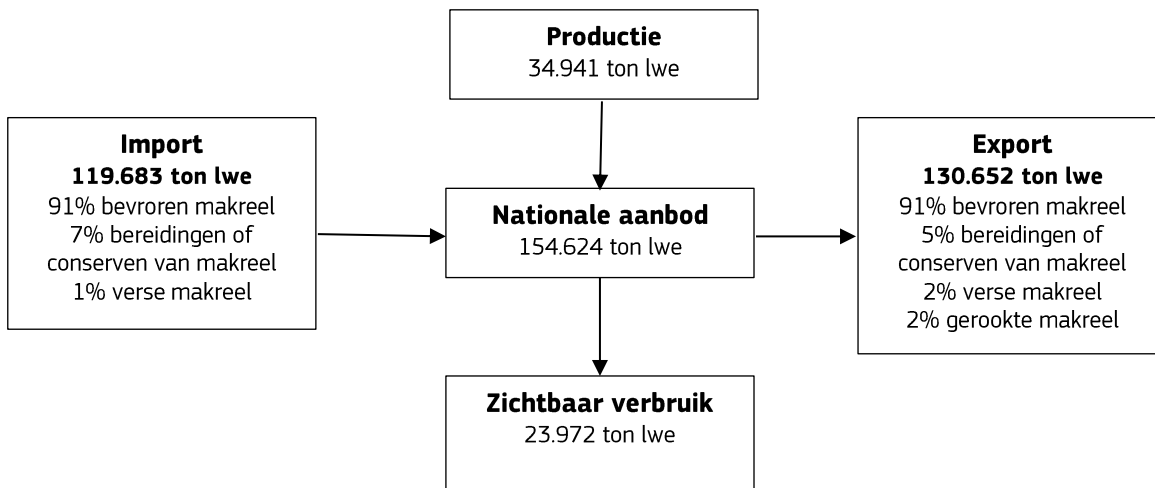 Productie
34.941 ton lwe
Import
119.683 ton lwe
91% bevroren makreel
7% bereidingen of
conserven van makreel
1% verse makreel
Nationale aanbod
154.624 ton lwe
Export
130.652 ton lwe
91% bevroren makreel
5% bereidingen of
conserven van makreel
2% verse makreel
2% gerookte makreel
Zichtbaar verbruik
23.972 ton lwe